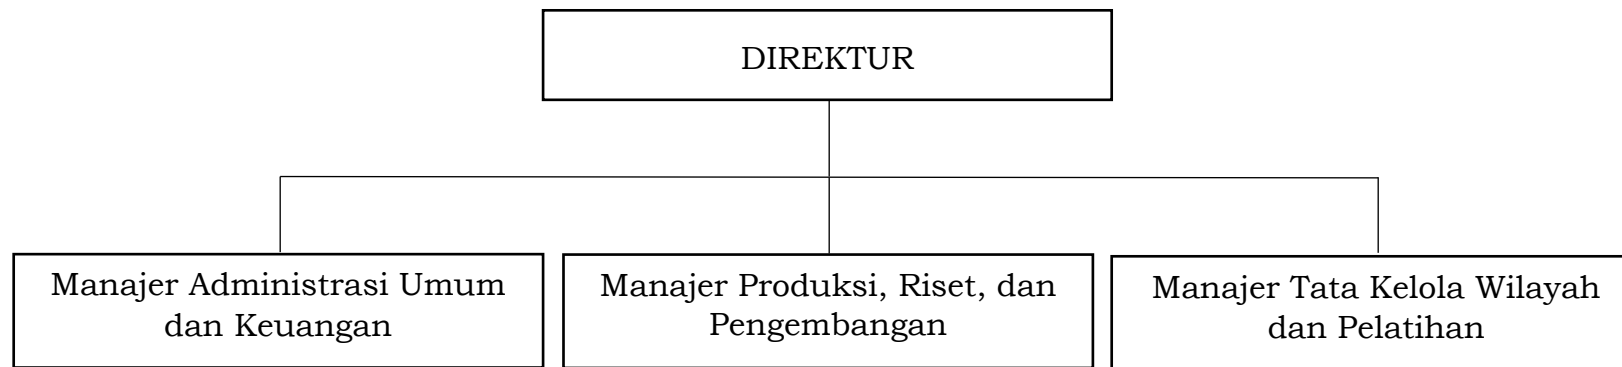 DIREKTUR
Manajer Administrasi Umum
dan Keuangan
Manajer Produksi, Riset, dan
Pengembangan
Manajer Tata Kelola Wilayah
dan Pelatihan